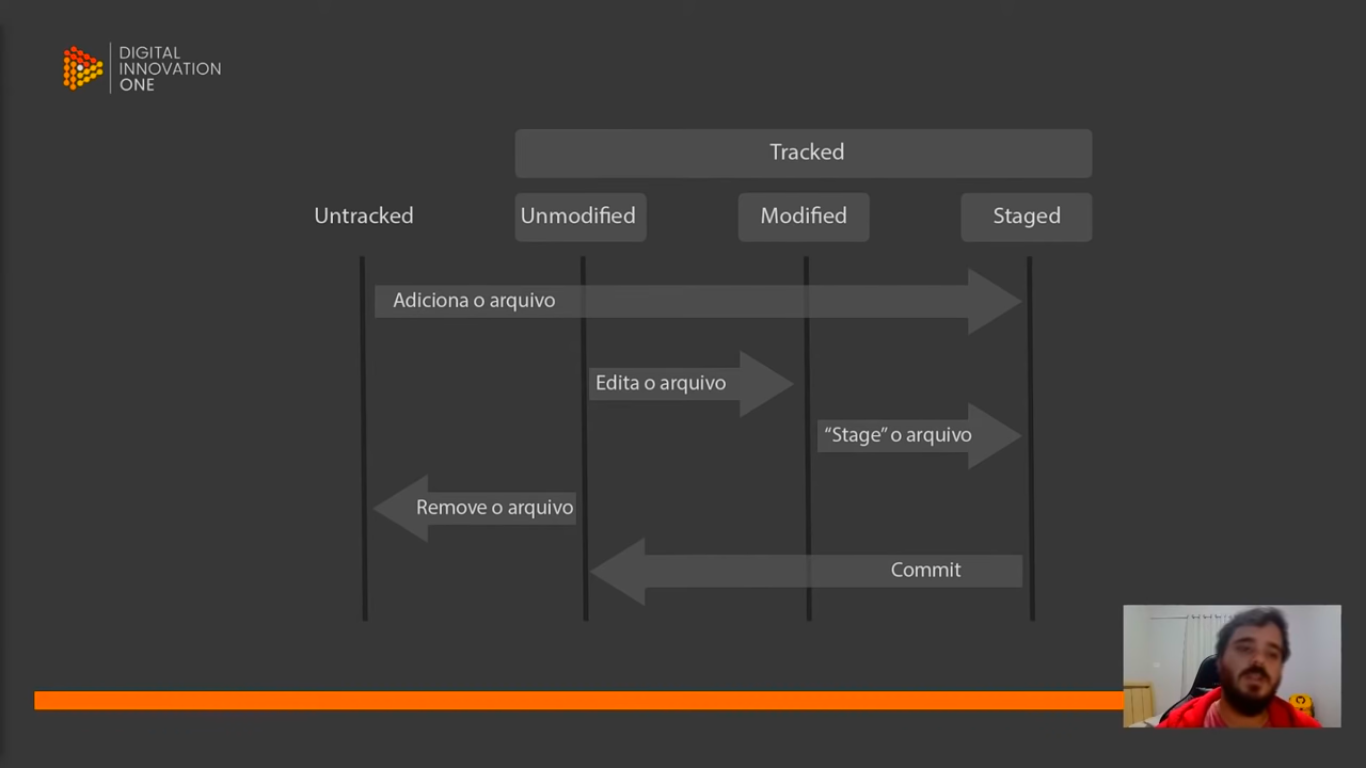 DIGITAL
INNOVATION
ONE
Tracked
Untracked
Unmodified
Modified
Staged
Adiciona o arquivo
Edita o arquivo
“Stage” o arquivo
Remove o arquivo
Commit